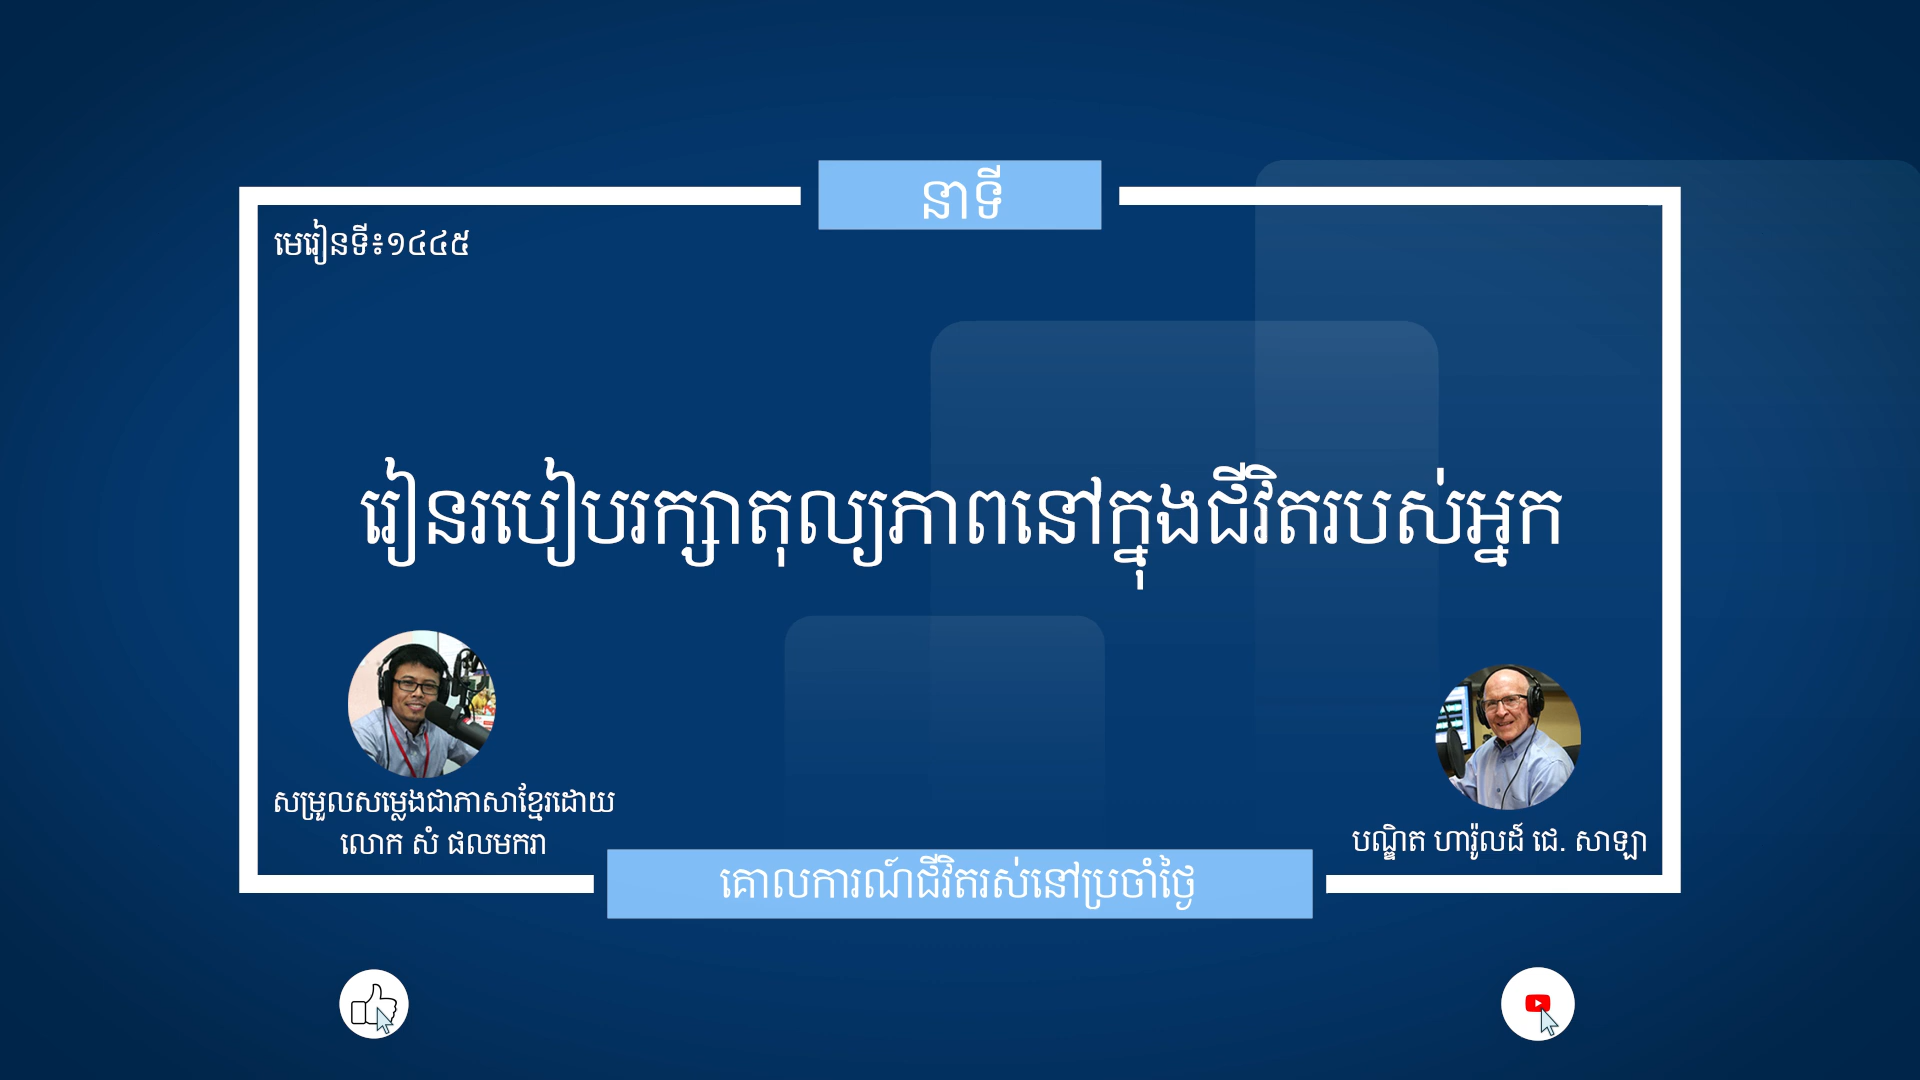 នាទី
មេរៀនទី៖១៤៤៥
រៀនរបៀបរក្សាតុល្យភាពនៅក្នុងជីវិតរបស់អ្នក
សម្រួលសម្លេងជាភាសាខ្មែរដោយ
លោក សំ ផលមករា
បណ្ឌិត ហារ៉ូលដ៍ ជេ. សាឡា
គោលការណ៍ជីវិតរស់នៅប្រចាំថ្ងៃ